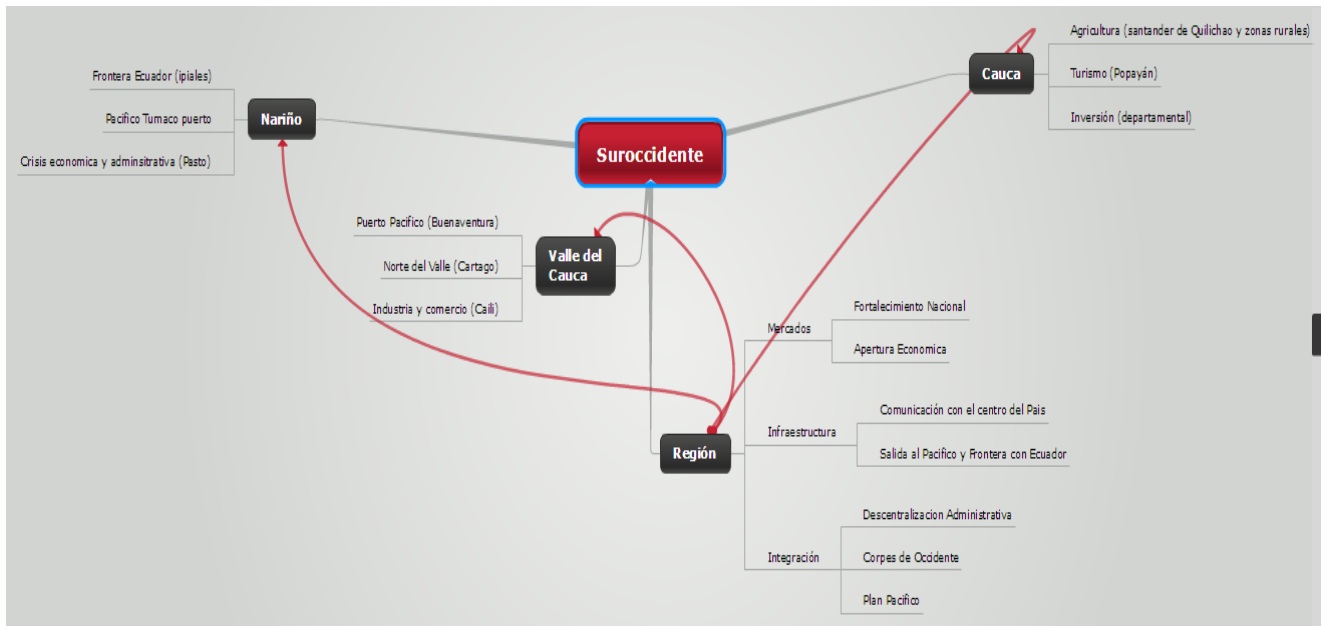 Suroccidente
Nariño
Frontera Ecuador (ipiales)
Pacifico Tumaco puerto
Crisis economica y adminsitrativa (Pasto)
Valle del
Cauca
Puerto Pacifico (Buenaventura)
Norte del Valle (Cartago)
Industria y comercio (Caili)
Cauca
Agricultura (santander de Quilichao y zonas rurales)
Turismo (Popayán)
Inversión (departamental)
Región
Mercados
Fortalecimiento Nacional
Apertura Economica
Infraestructura
Comunicación con el centro del Pais
Salida al Pacifico y Frontera con Ecuador
Integración
Descentralizacion Administrativa
Corpes de Occidente
Plan Pacifico